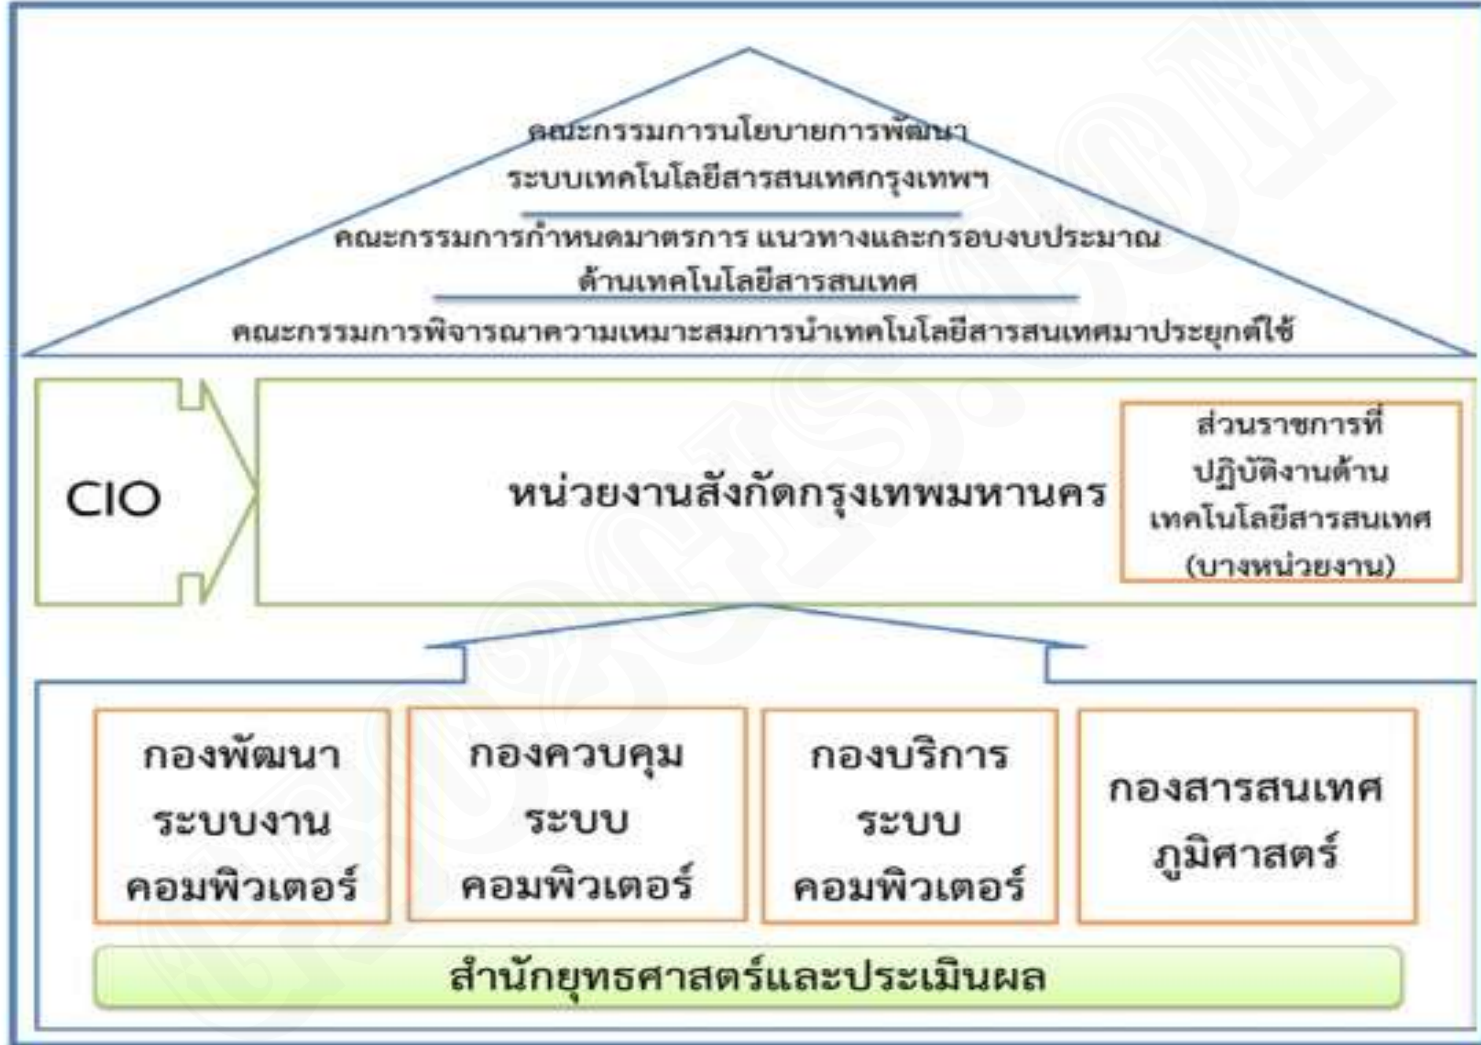 คณะกรรมการนโยบายการพัฒนา
ระบบเทคโนโลยีสารสนเทศกรุงเทพฯ
คณะกรรมการกำหนดมาตรการ แนวทางและกรอบงบประมาณ
ด้านเทคโนโลยีสารสนเทศ
คณะกรรมการพิจารณาความเหมาะสมการนำเทคโนโลยีสารสนเทศมาประยุกต์ใช้
CIO
หน่วยงานสังกัดกรุงเทพมหานคร
ส่วนราชการที่
ปฏิบัติงานด้าน
เทคโนโลยีสารสนเทศ
(บางหน่วยงาน)
กองพัฒนา
ระบบงาน
คอมพิวเตอร์
กองควบคุม
ระบบ
คอมพิวเตอร์
กองบริการ
ระบบ
คอมพิวเตอร์
กองสารสนเทศ
ภูมิศาสตร์
สำนักยุทธศาสตร์และประเมินผล